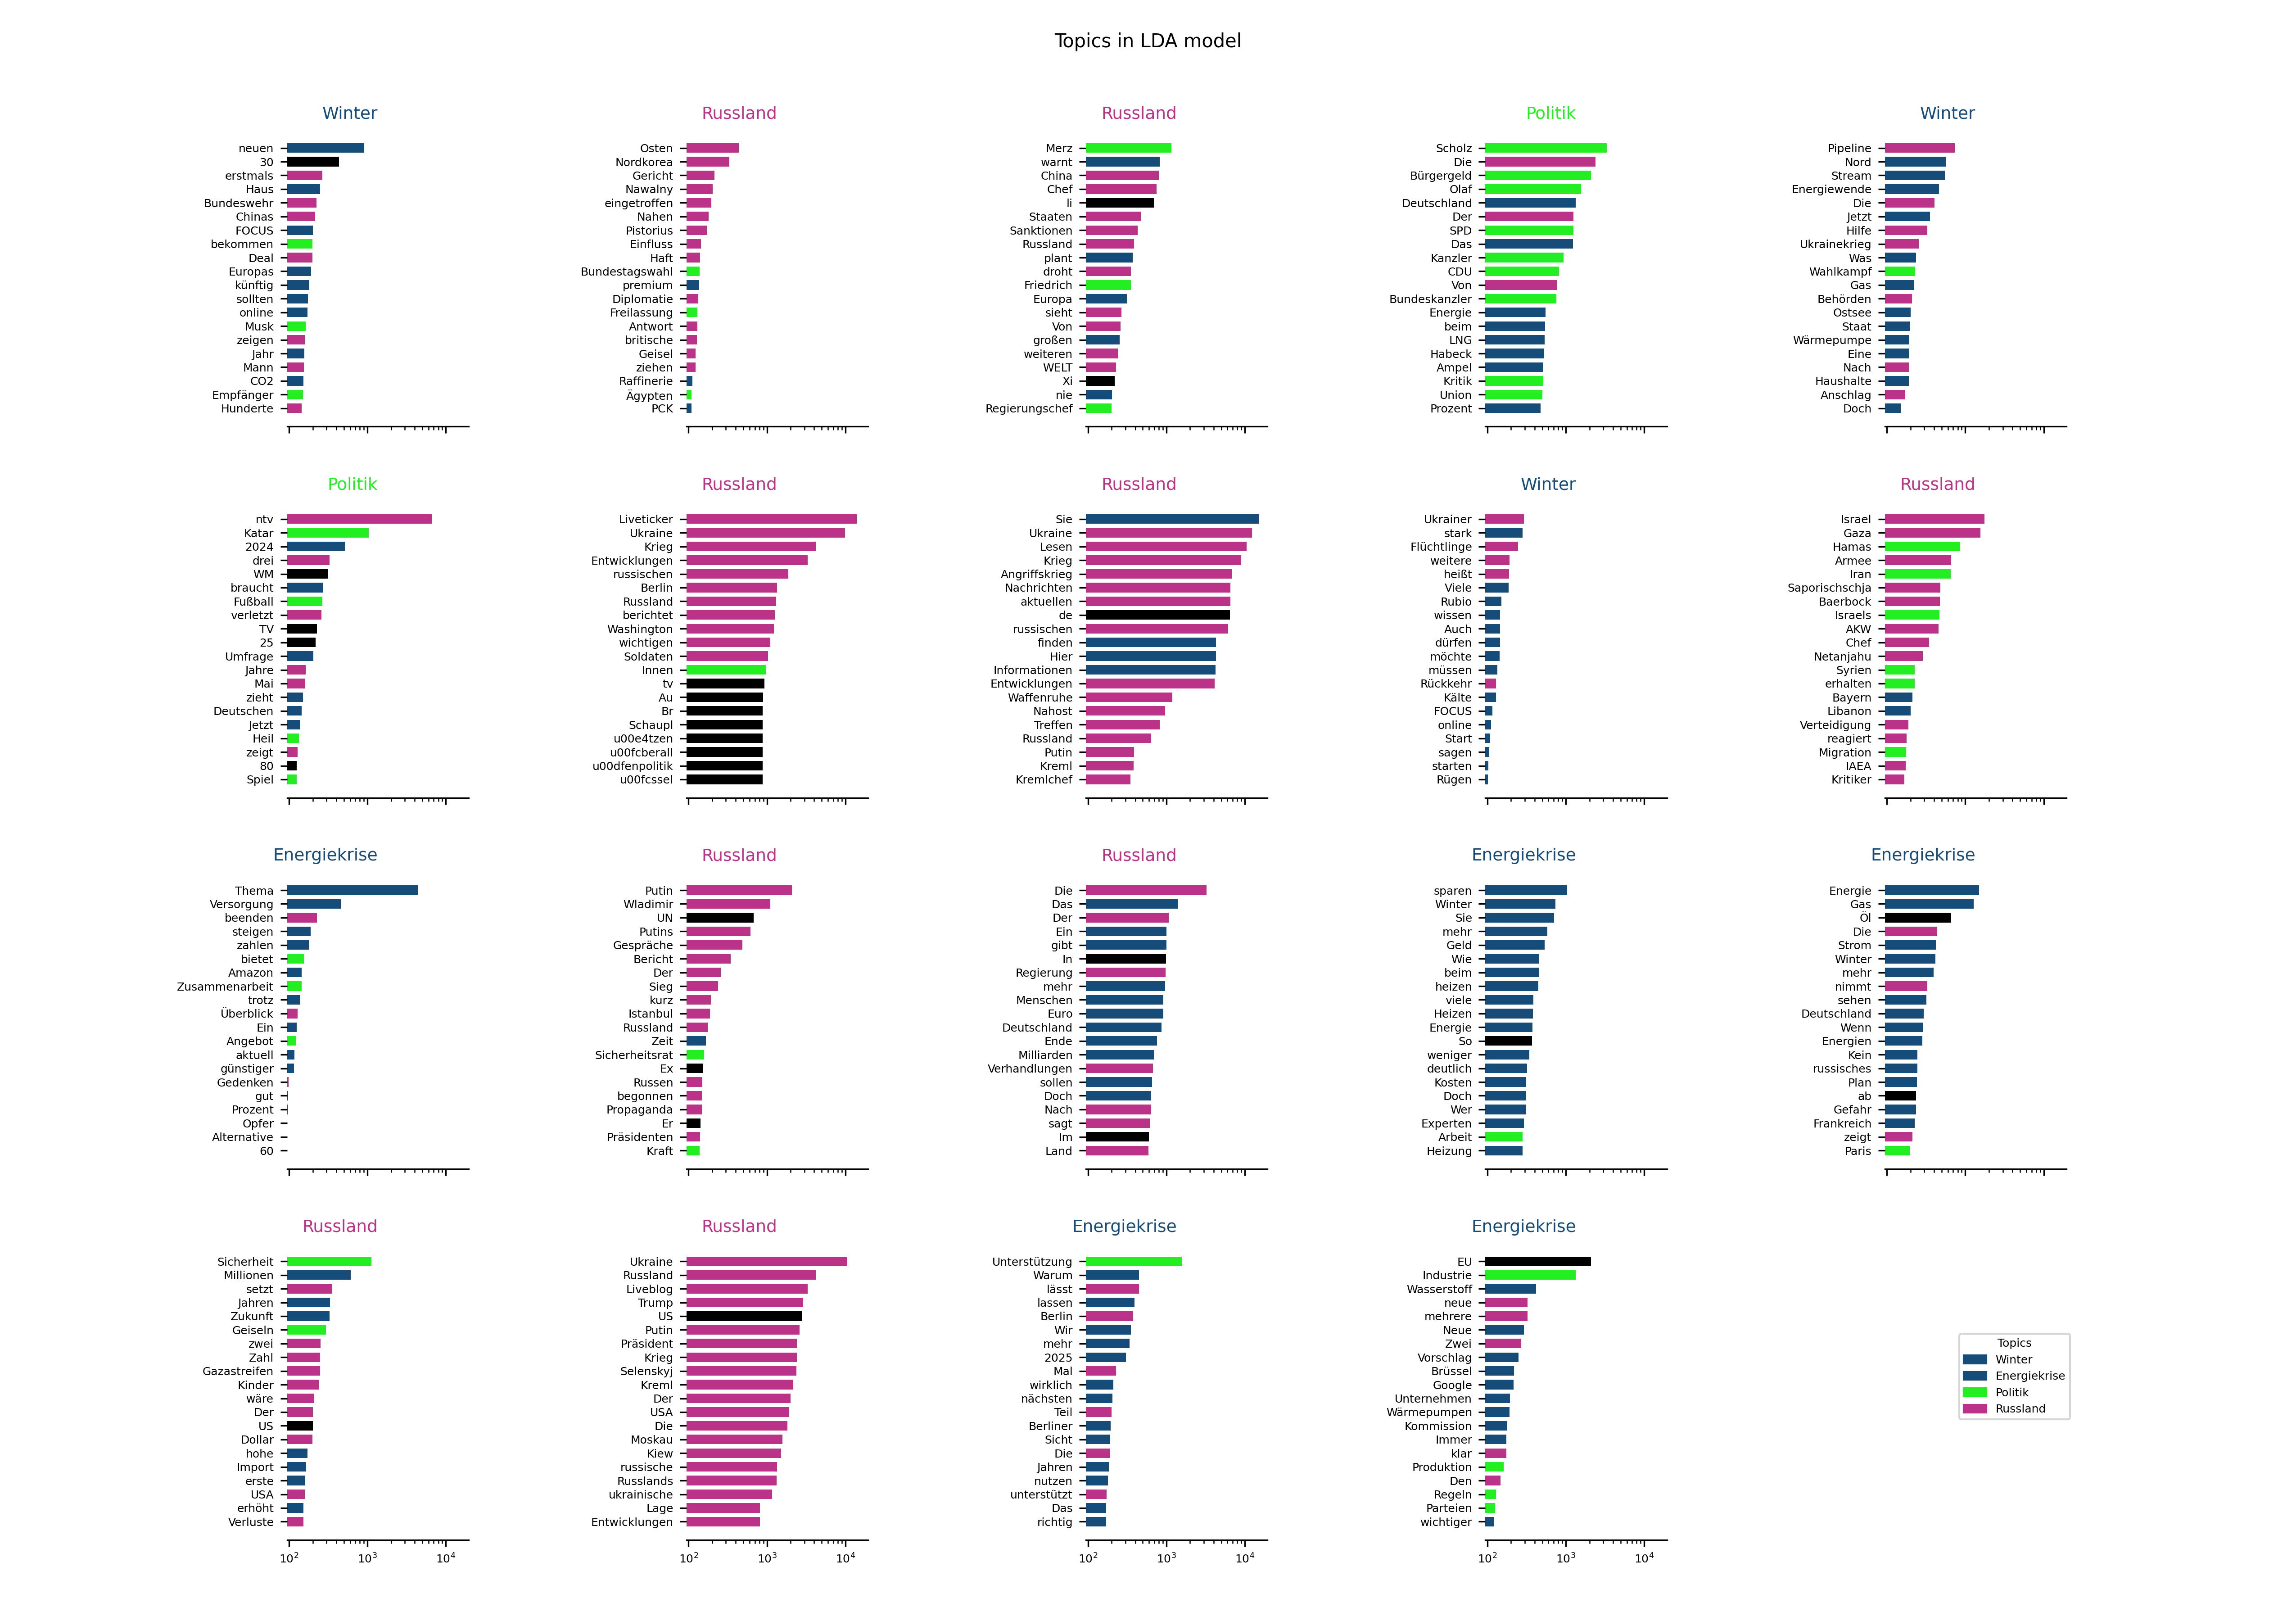 Topics in LDA model
Winter
neuen
30
erstmals
Haus
Bundeswehr
Chinas
FOCUS
bekommen
Deal
Europas
künftig
sollten
online
Musk
zeigen
Jahr
Mann
CO2
Empfänger
Hunderte
Russland
Osten
Nordkorea
Gericht
Nawalny
eingetroffen
Nahen
Pistorius
Einfluss
Haft
Bundestagswahl
premium
Diplomatie
Freilassung
Antwort
britische
Geisel
ziehen
Raffinerie
Ägypten
PCK
Russland
Merz
warnt
China
Chef
li
Staaten
Sanktionen
Russland
plant
droht
Friedrich
Europa
sieht
Von
großen
weiteren
WELT
Xi
nie
Regierungschef
Politik
Scholz
Die
Bürgergeld
Olaf
Deutschland
Der
SPD
Das
Kanzler
CDU
Von
Bundeskanzler
Energie
beim
LNG
Habeck
Ampel
Kritik
Union
Prozent
Winter
Pipeline
Nord
Stream
Energiewende
Die
Jetzt
Hilfe
Ukrainekrieg
Was
Wahlkampf
Gas
Behörden
Ostsee
Staat
Wärmepumpe
Eine
Nach
Haushalte
Anschlag
Doch
Politik
ntv
Katar
2024
drei
WM
braucht
Fußball
verletzt
TV
25
Umfrage
Jahre
Mai
zieht
Deutschen
Jetzt
Heil
zeigt
80
Spiel
Russland
Liveticker
Ukraine
Krieg
Entwicklungen
russischen
Berlin
Russland
berichtet
Washington
wichtigen
Soldaten
Innen
tv
Au
Br
Schaupl
u00e4tzen
u00fcberall
u00dfenpolitik
u00fcssel
Russland
Sie
Ukraine
Lesen
Krieg
Angriffskrieg
Nachrichten
aktuellen
de
russischen
finden
Hier
Informationen
Entwicklungen
Waffenruhe
Nahost
Treffen
Russland
Putin
Kreml
Kremlchef
Winter
Ukrainer
stark
Flüchtlinge
weitere
heißt
Viele
Rubio
wissen
Auch
dürfen
möchte
müssen
Rückkehr
Kälte
FOCUS
online
Start
sagen
starten
Rügen
Russland
Israel
Gaza
Hamas
Armee
Iran
Saporischschja
Baerbock
Israels
AKW
Chef
Netanjahu
Syrien
erhalten
Bayern
Libanon
Verteidigung
reagiert
Migration
IAEA
Kritiker
Energiekrise
Thema
Versorgung
beenden
steigen
zahlen
bietet
Amazon
Zusammenarbeit
trotz
Überblick
Ein
Angebot
aktuell
günstiger
Gedenken
gut
Prozent
Opfer
Alternative
60
Russland
Putin
Wladimir
UN
Putins
Gespräche
Bericht
Der
Sieg
kurz
Istanbul
Russland
Zeit
Sicherheitsrat
Ex
Russen
begonnen
Propaganda
Er
Präsidenten
Kraft
Russland
Die
Das
Der
Ein
gibt
In
Regierung
mehr
Menschen
Euro
Deutschland
Ende
Milliarden
Verhandlungen
sollen
Doch
Nach
sagt
Im
Land
Energiekrise
sparen
Winter
Sie
mehr
Geld
Wie
beim
heizen
viele
Heizen
Energie
So
weniger
deutlich
Kosten
Doch
Wer
Experten
Arbeit
Heizung
Energiekrise
Energie
Gas
Öl
Die
Strom
Winter
mehr
nimmt
sehen
Deutschland
Wenn
Energien
Kein
russisches
Plan
ab
Gefahr
Frankreich
zeigt
Paris
Russland
Sicherheit
Millionen
setzt
Jahren
Zukunft
Geiseln
zwei
Zahl
Gazastreifen
Kinder
wäre
Der
US
Dollar
hohe
Import
erste
USA
erhöht
Verluste
10² 10³ 10⁴
Russland
Ukraine
Russland
Liveblog
Trump
US
Putin
Präsident
Krieg
Selenskyj
Kreml
Der
USA
Die
Moskau
Kiew
russische
Russlands
ukrainische
Lage
Entwicklungen
10² 10³ 10⁴
Energiekrise
Unterstützung
Warum
lässt
lassen
Berlin
Wir
mehr
2025
Mal
wirklich
nächsten
Teil
Berliner
Sicht
Die
Jahren
nutzen
unterstützt
Das
richtig
10² 10³ 10⁴
Energiekrise
EU
Industrie
Wasserstoff
neue
mehrere
Neue
Zwei
Vorschlag
Brüssel
Google
Unternehmen
Wärmepumpen
Kommission
Immer
klar
Produktion
Den
Regeln
Parteien
wichtiger
10² 10³ 10⁴
Topics
Winter
Energiekrise
Politik
Russland